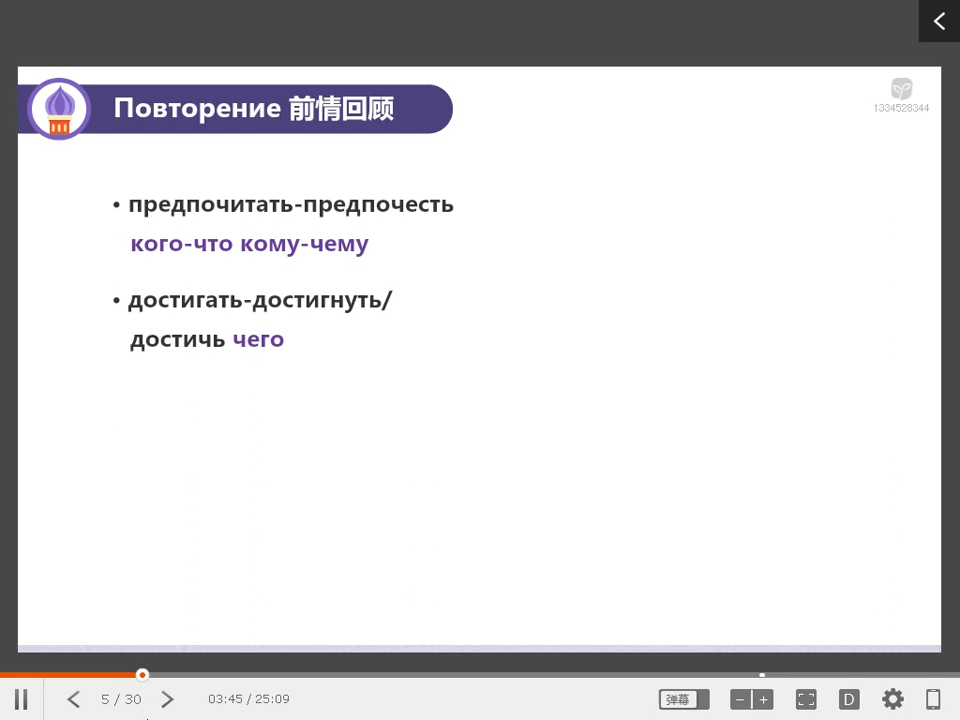 Повторение 前情回顾
1334528344
• предпочитать-предпочесть
кого-что кому-чему
• достигать-достигнуть/
достичь чего
5 / 30
03:45 / 25:09
弹幕
D